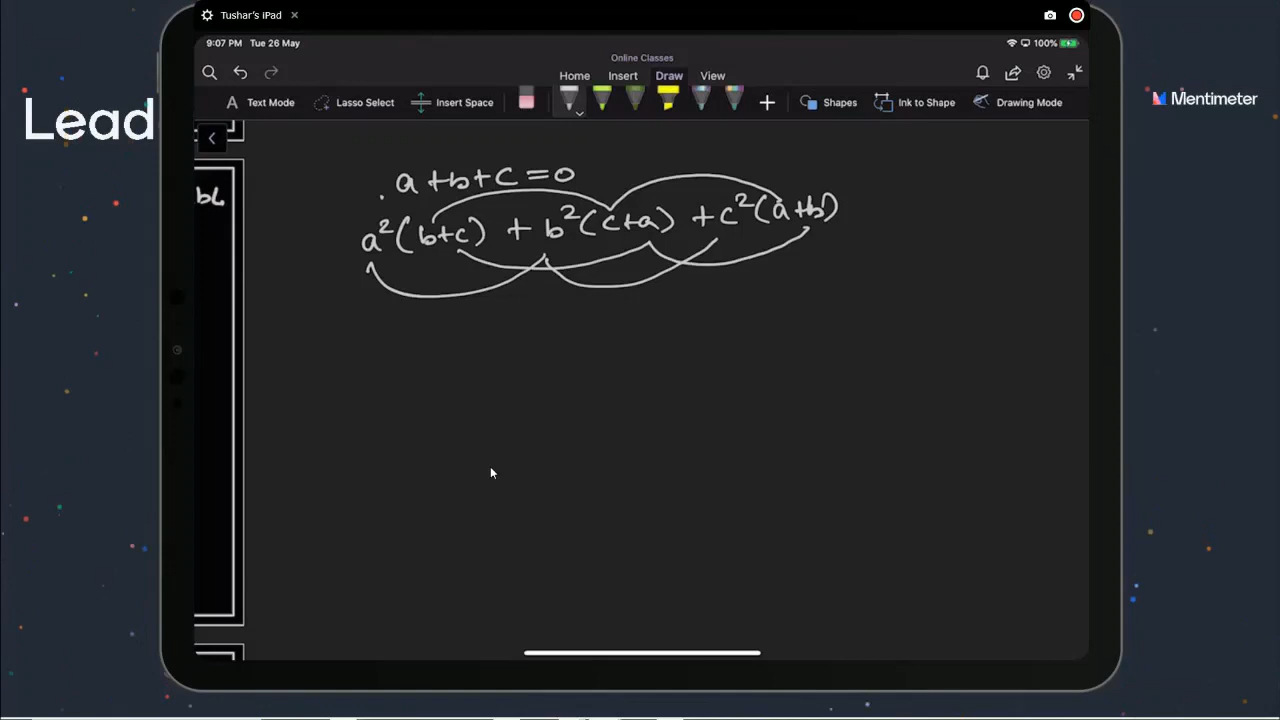 Tushar's iPad ×
9:07 PM Tue 26 May
100%
Online Classes
Home Insert Draw View
A Text Mode Lasso Select Insert Space Shapes Ink to Shape Drawing Mode
Lead
Mentimeter
. a+b+c=0
a²(b+c) + b²(c+a) + c²(a+b)